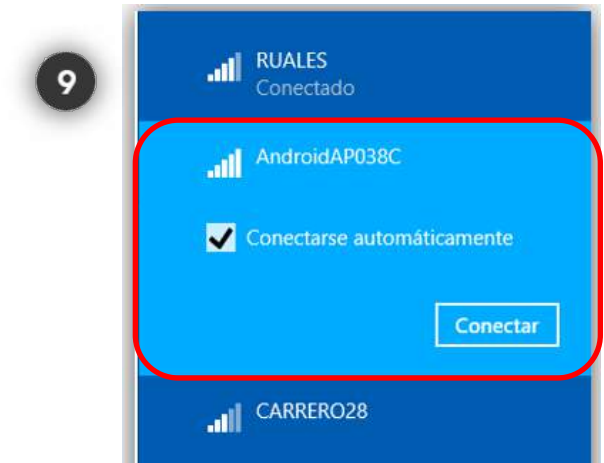 9
RUALES
Conectado
AndroidAP038C
Conectarse automáticamente
Conectar
CARRERO28